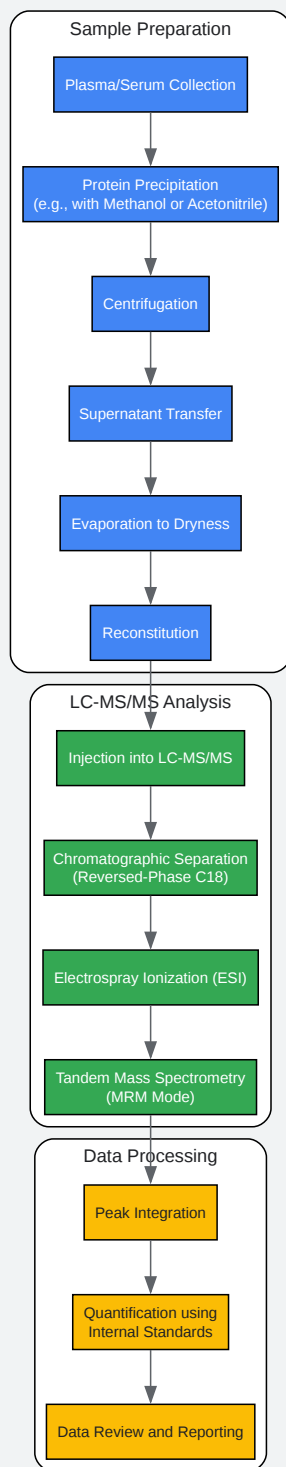 Sample Preparation
Plasma/Serum Collection
Protein Precipitation
(e.g., with Methanol or Acetonitrile)
Centrifugation
Supernatant Transfer
Evaporation to Dryness
Reconstitution
LC-MS/MS Analysis
Injection into LC-MS/MS
Chromatographic Separation
(Reversed-Phase C18)
Electrospray Ionization (ESI)
Tandem Mass Spectrometry
(MRM Mode)
Data Processing
Peak Integration
Quantification using
Internal Standards
Data Review and Reporting